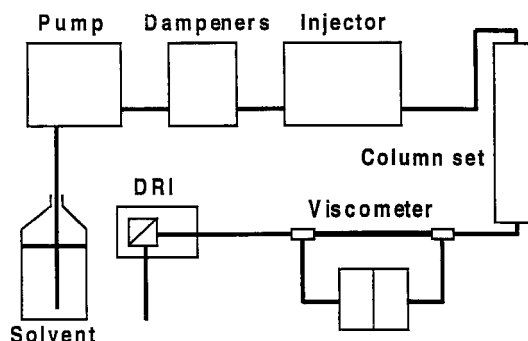 Pump Dampeners Injector
Column set
DRI
Viscometer
Solvent